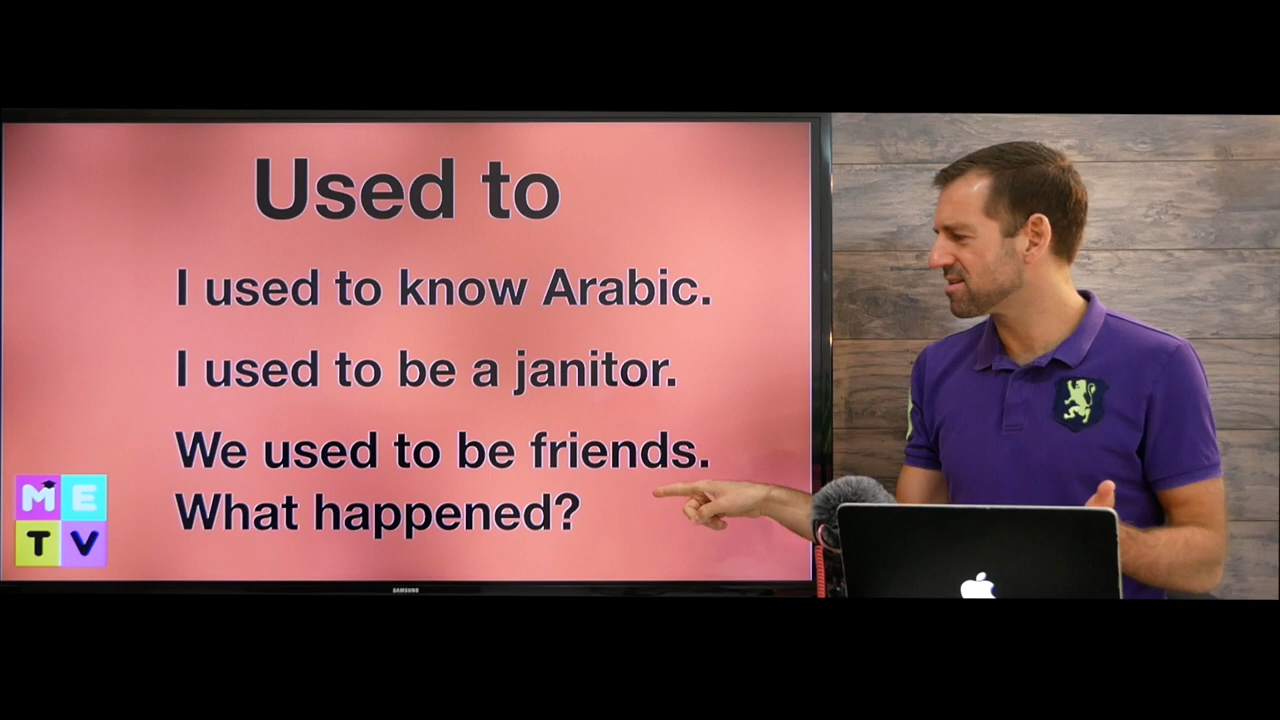 Used to
I used to know Arabic.
I used to be a janitor.
We used to be friends.
What happened?
M E
T V
SAMSUNG